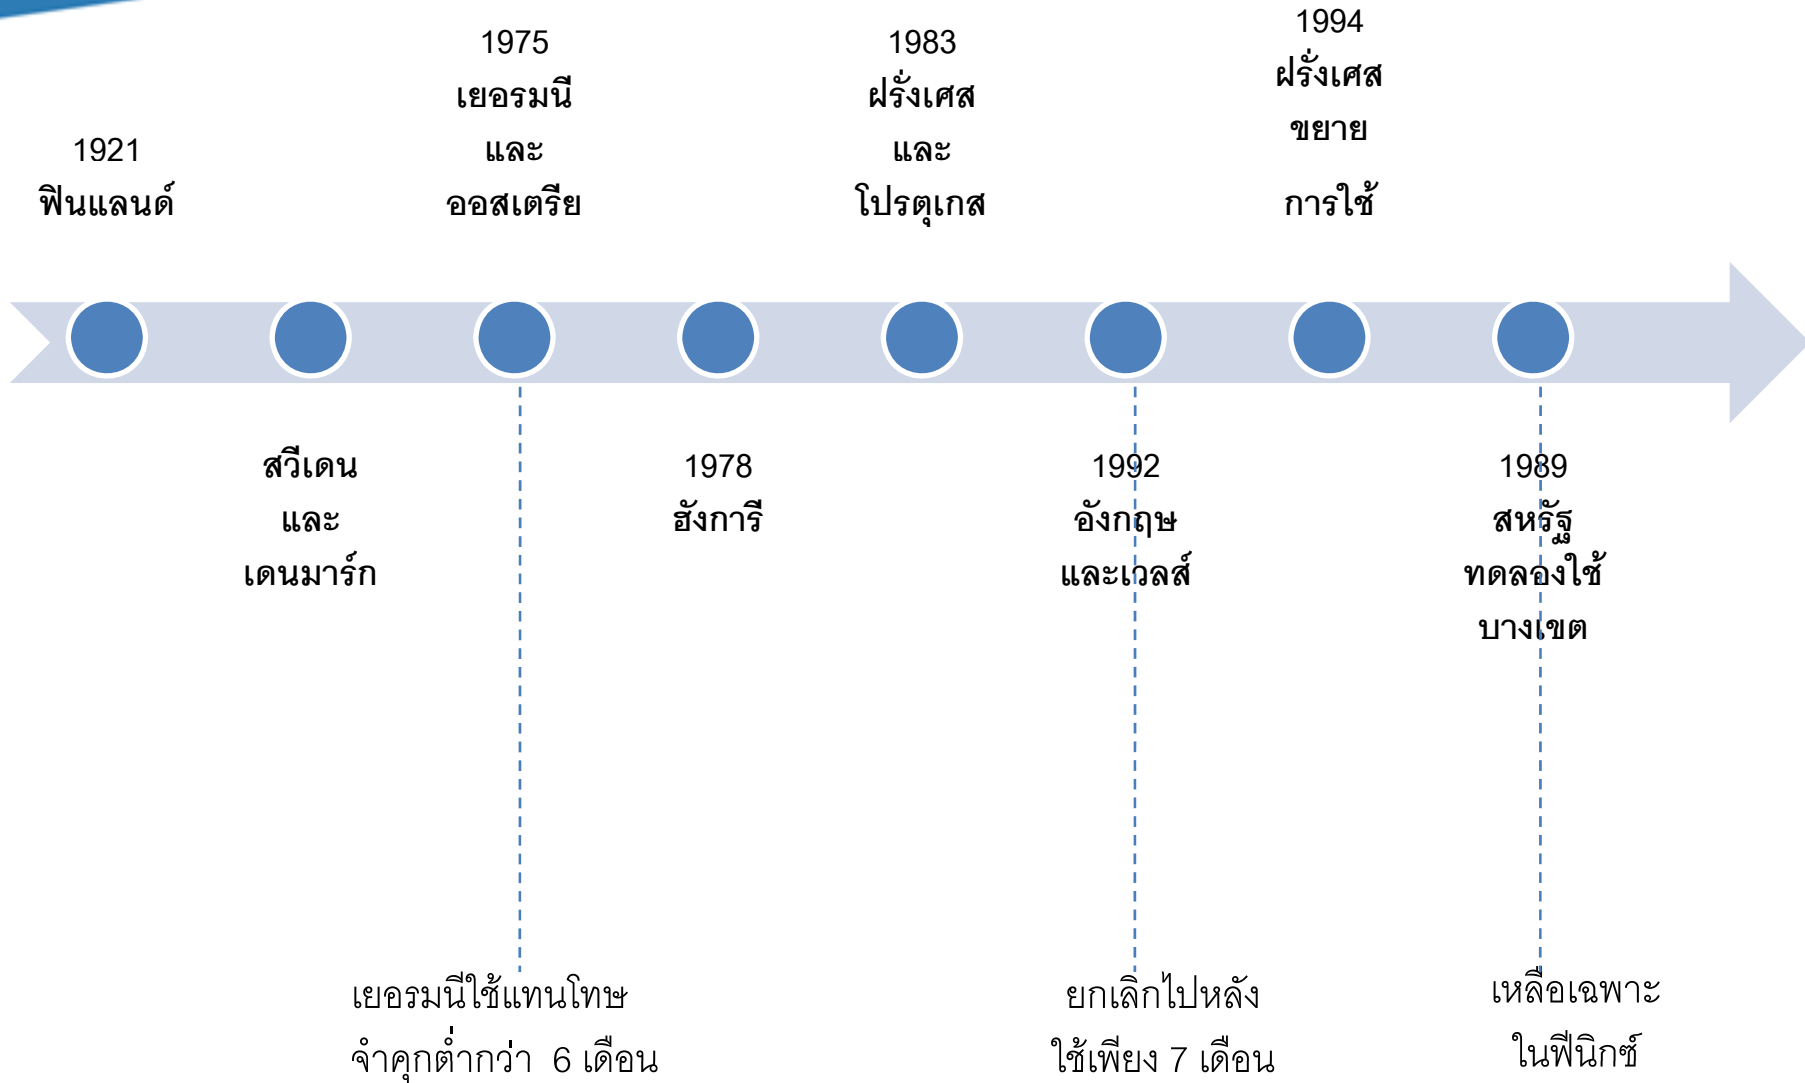 1921
ฟินแลนด์
สวีเดน
และ
เดนมาร์ก
1975
เยอรมนี
และ
ออสเตรีย
1978
ฮังการี
1983
ฝรั่งเศส
และ
โปรตุเกส
1992
อังกฤษ
และเวลส์
1994
ฝรั่งเศส
ขยาย
การใช้
1989
สหรัฐ
ทดลองใช้
บางเขต
เยอรมนีใช้แทนโทษ
จำคุกต่ำกว่า 6 เดือน
ยกเลิกไปหลัง
ใช้เพียง 7 เดือน
เหลือเฉพาะ
ในฟีนิกซ์